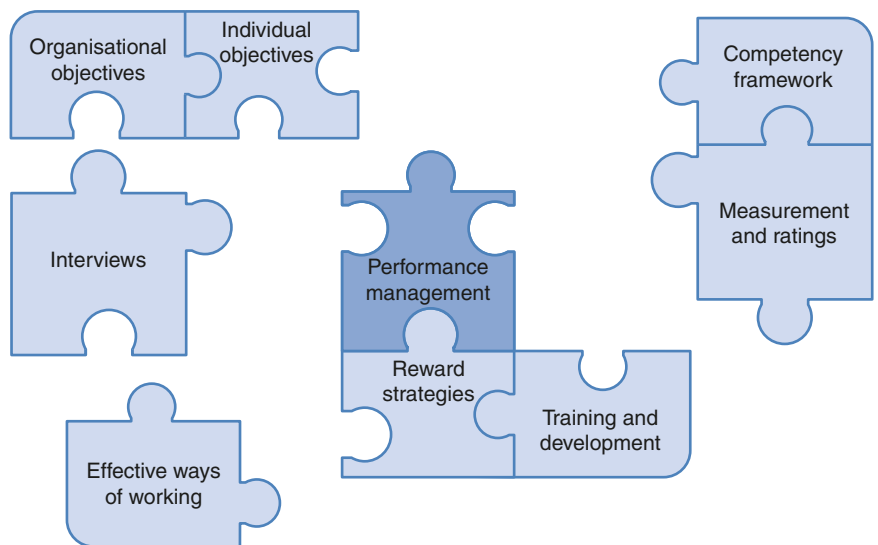 Organisational
objectives
Individual
objectives
Competency
framework
Interviews
Performance
management
Measurement
and ratings
Reward
strategies
Training and
development
Effective ways
of working